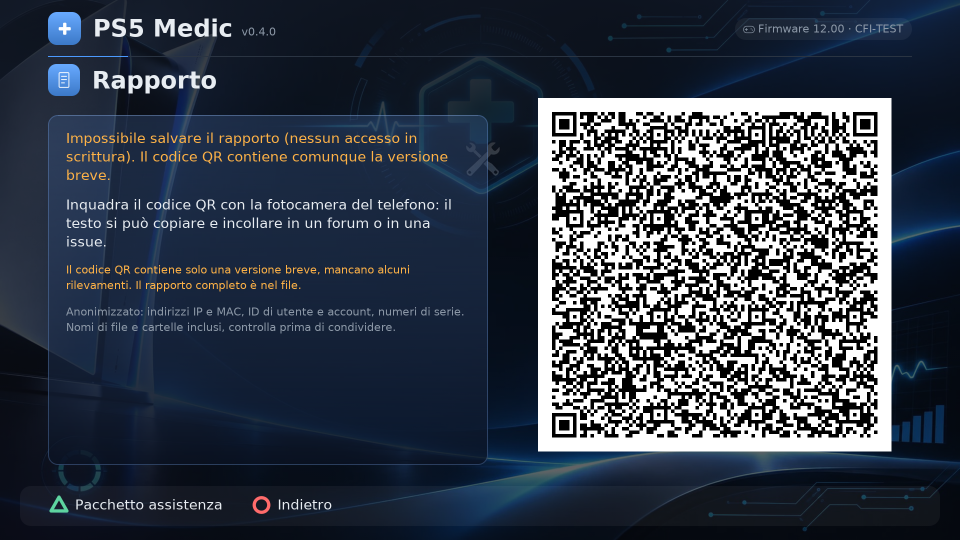 PS5 Medic v0.4.0
Firmware 12.00 · CFI-TEST
Rapporto
Impossibile salvare il rapporto (nessun accesso in
scrittura). Il codice QR contiene comunque la versione
breve.
Inquadra il codice QR con la fotocamera del telefono: il
testo si può copiare e incollare in un forum o in una
issue.
Il codice QR contiene solo una versione breve, mancano alcuni
rilevamenti. Il rapporto completo è nel file.
Anonimizzato: indirizzi IP e MAC, ID di utente e account, numeri di serie.
Nomi di file e cartelle inclusi, controlla prima di condividere.
Pacchetto assistenza
Indietro